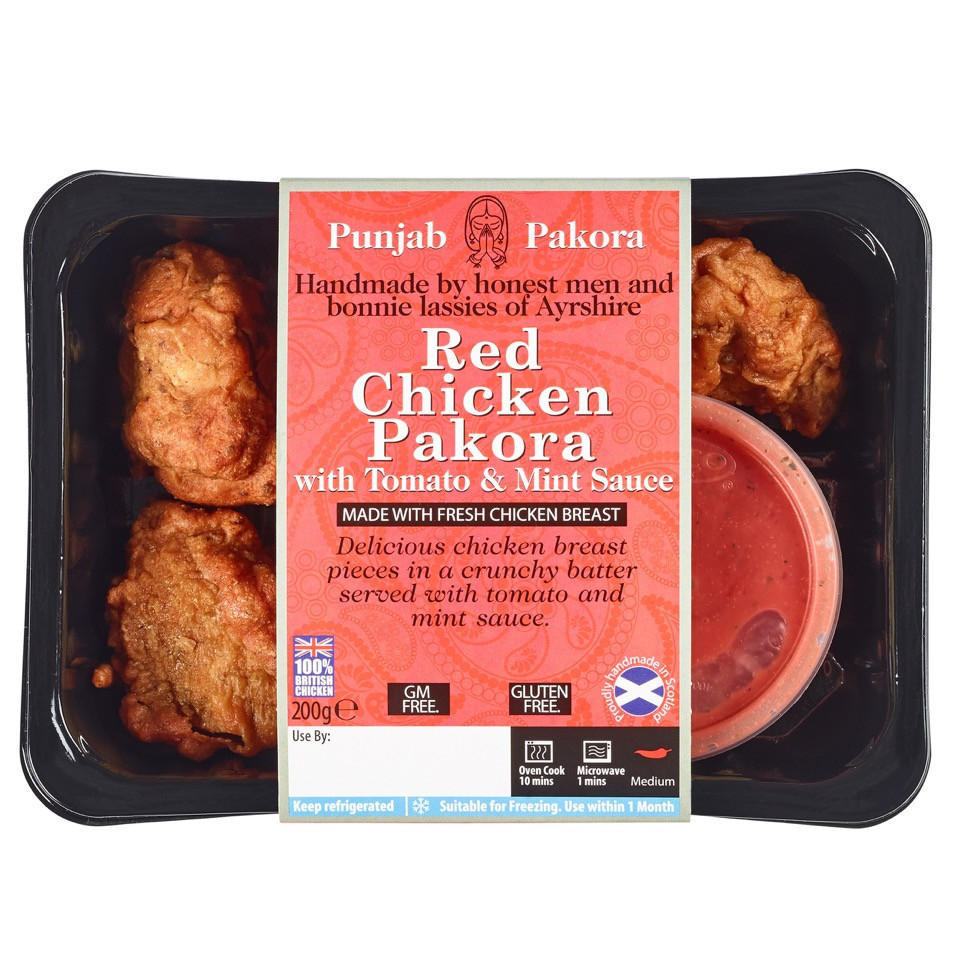 Punjab Pakora
Handmade by honest men and
bonnie lassies of Ayrshire
Red
Chicken
Pakora
with Tomato & Mint Sauce
MADE WITH FRESH CHICKEN BREAST
Delicious chicken breast
pieces in a crunchy batter
served with tomato and
mint sauce.
100%
BRITISH
CHICKEN
200g ℮
GM
FREE.
GLUTEN
FREE.
Proudly handmade in Scotland
Use By:
Oven Cook
10 mins
Microwave
1 mins
Medium
Keep refrigerated
Suitable for Freezing. Use within 1 Month